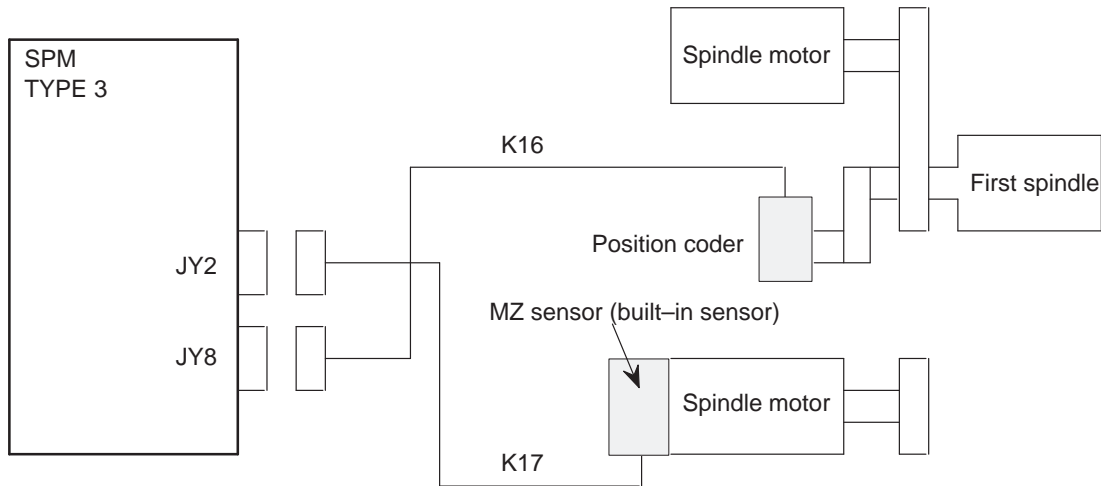 SPM
TYPE 3
Spindle motor
K16
First spindle
Position coder
JY2
MZ sensor (built–in sensor)
JY8
Spindle motor
K17